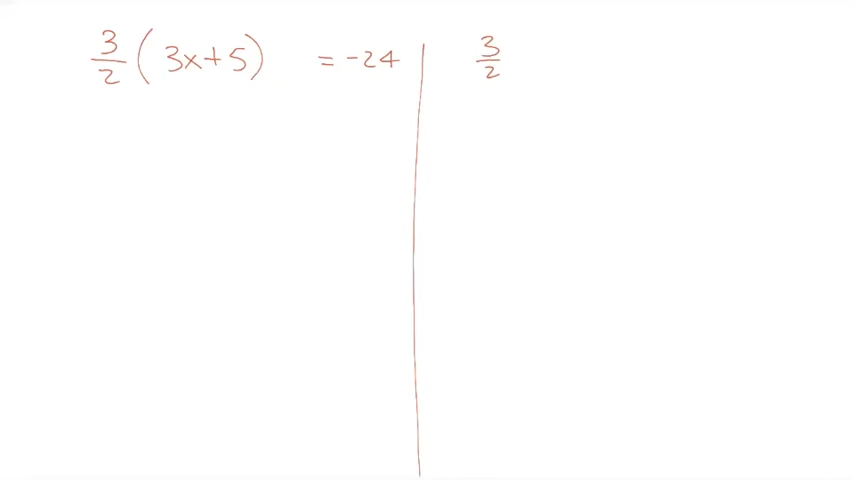 3/2 ( 3x+5) = -24
3/2